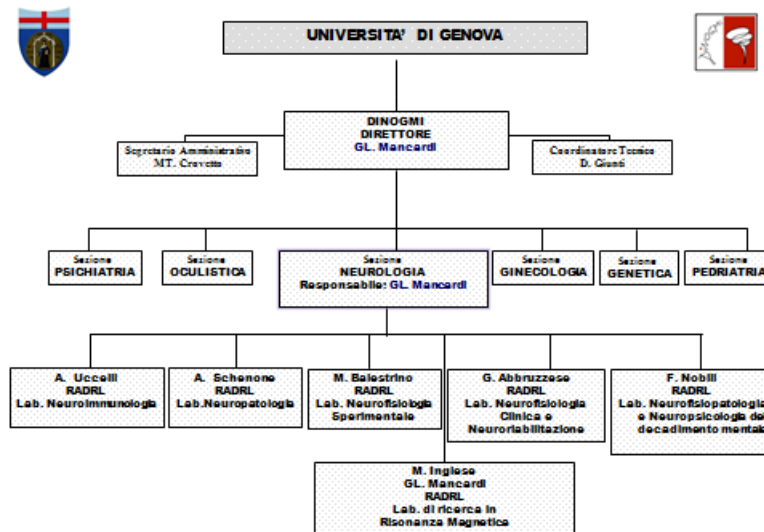 UNIVERSITA' DI GENOVA
DINOGMI
DIRETTORE
GL. Mancardi
Segretario Amministrativo
MT. Crovetto
Coordinatore Tecnico
D. Giunti
Sezione
PSICHIATRIA
Sezione
OCULISTICA
Sezione
NEUROLOGIA
Responsabile: GL. Mancardi
Sezione
GINECOLOGIA
Sezione
GENETICA
Sezione
PEDRIATRIA
A. Uccelli
RADRL
Lab. Neuroimmunologia
A. Schenone
RADRL
Lab.Neuropatologia
M. Balestrino
RADRL
Lab. Neurofisiologia
Sperimentale
G. Abbruzzese
RADRL
Lab. Neurofisiologia
Clinica e
Neuroriabilitazione
F. Nobili
RADRL
Lab. Neurofisiopatologia
e Neuropsicologia del
decadimento mentale
M. Inglese
GL. Mancardi
RADRL
Lab. di ricerca in
Risonanza Magnetica